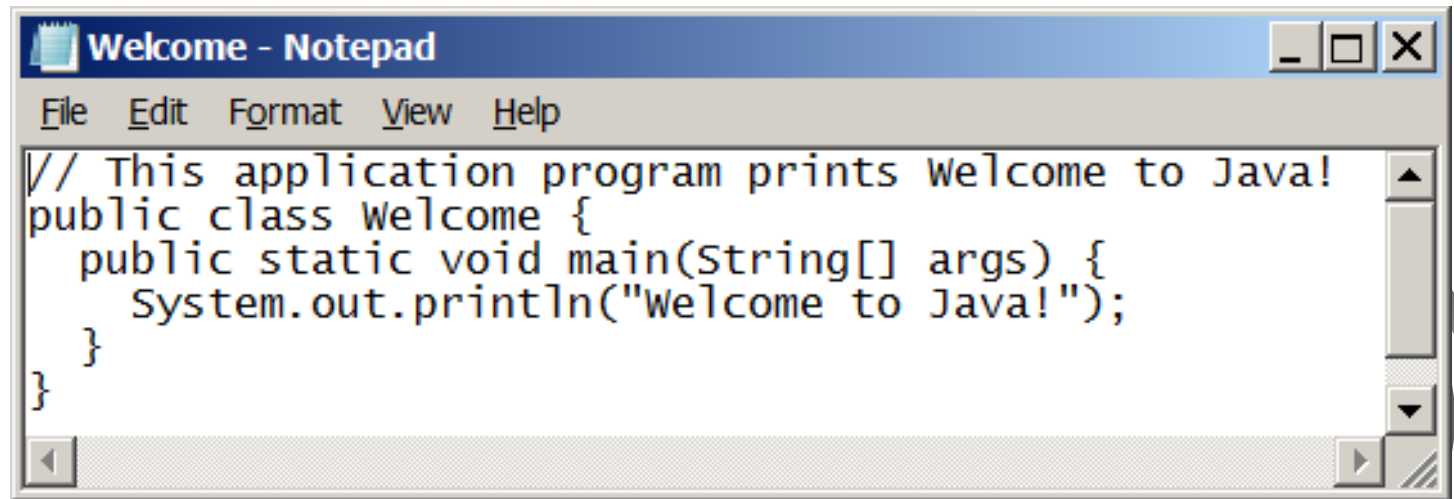 Welcome - Notepad
File Edit Format View Help
// This application program prints Welcome to Java!
public class Welcome {
  public static void main(String[] args) {
    System.out.println("Welcome to Java!");
  }
}